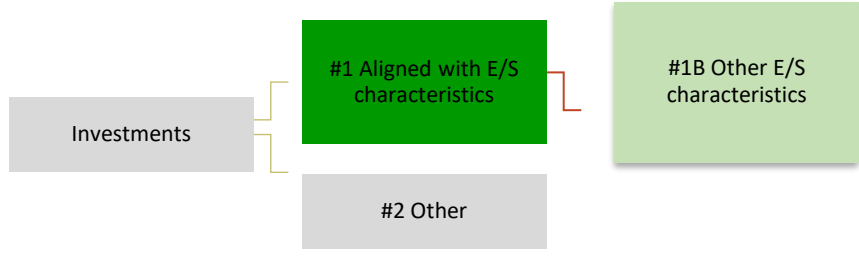 Investments
#1 Aligned with E/S
characteristics
#2 Other
#1B Other E/S
characteristics